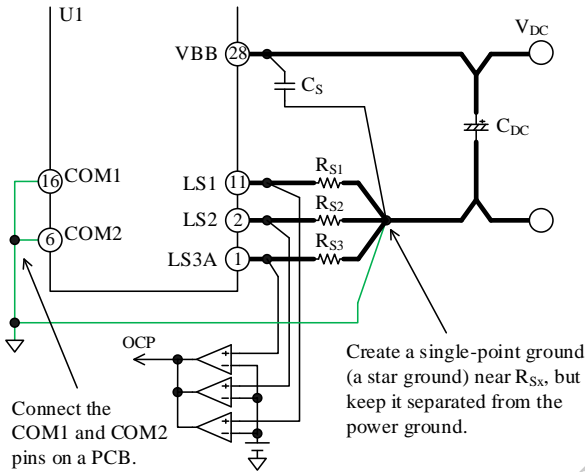 U1
VBB
28
V_DC
C_S
C_DC
16
COM1
LS1
11
R_S1
LS2
2
R_S2
6
COM2
LS3A
1
R_S3
OCP
Connect the
COM1 and COM2
pins on a PCB.
Create a single-point ground
(a star ground) near R_Sx, but
keep it separated from the
power ground.